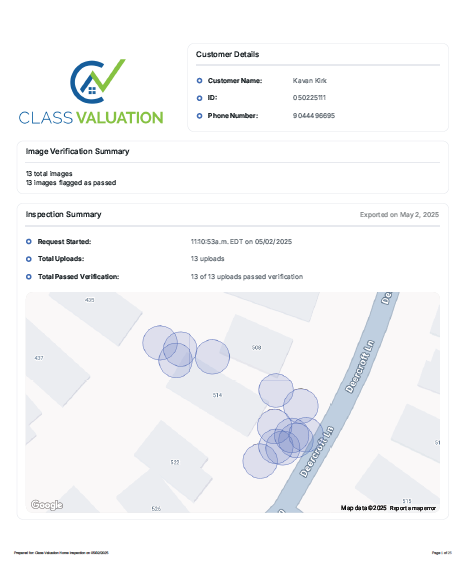 Customer Details
CLASS VALUATION
Customer Name: Kavan Kirk
ID: 050225111
Phone Number: 9044496695
Image Verification Summary
13 total images
13 images flagged as passed
Inspection Summary
Exported on May 2, 2025
Request Started: 11:10:53a.m. EDT on 05/02/2025
Total Uploads: 13 uploads
Total Passed Verification: 13 of 13 uploads passed verification
435
De
437
508
Deercroft Ln
514
51
Deercroft Ln
522
526
518
Google
Map data ©2025 Report a map error
Prepared for: Class Valuation Home Inspection on 05/02/2025
Page 1 of 25